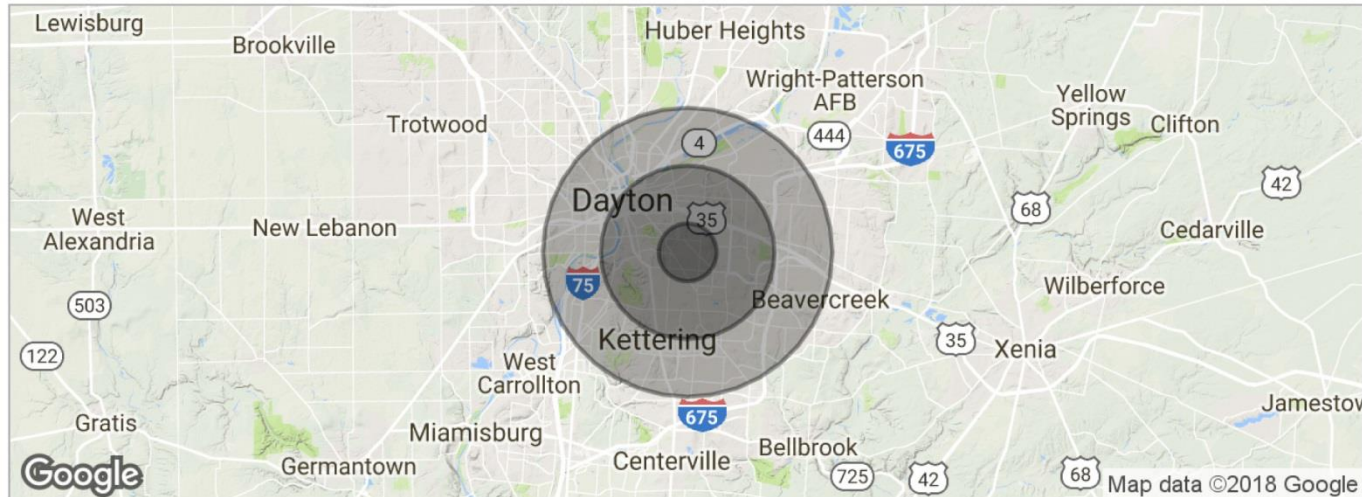 Lewisburg
Brookville
Huber Heights
Wright-Patterson
AFB
Yellow
Springs
Clifton
Trotwood
4
444
675
42
Dayton
35
68
West
Alexandria
New Lebanon
Cedarville
75
Beavercreek
Wilberforce
503
Kettering
35
Xenia
122
West
Carrollton
675
Jamestow
Gratis
Miamisburg
Bellbrook
Centerville
Germantown
725
42
68
Google
Map data ©2018 Google